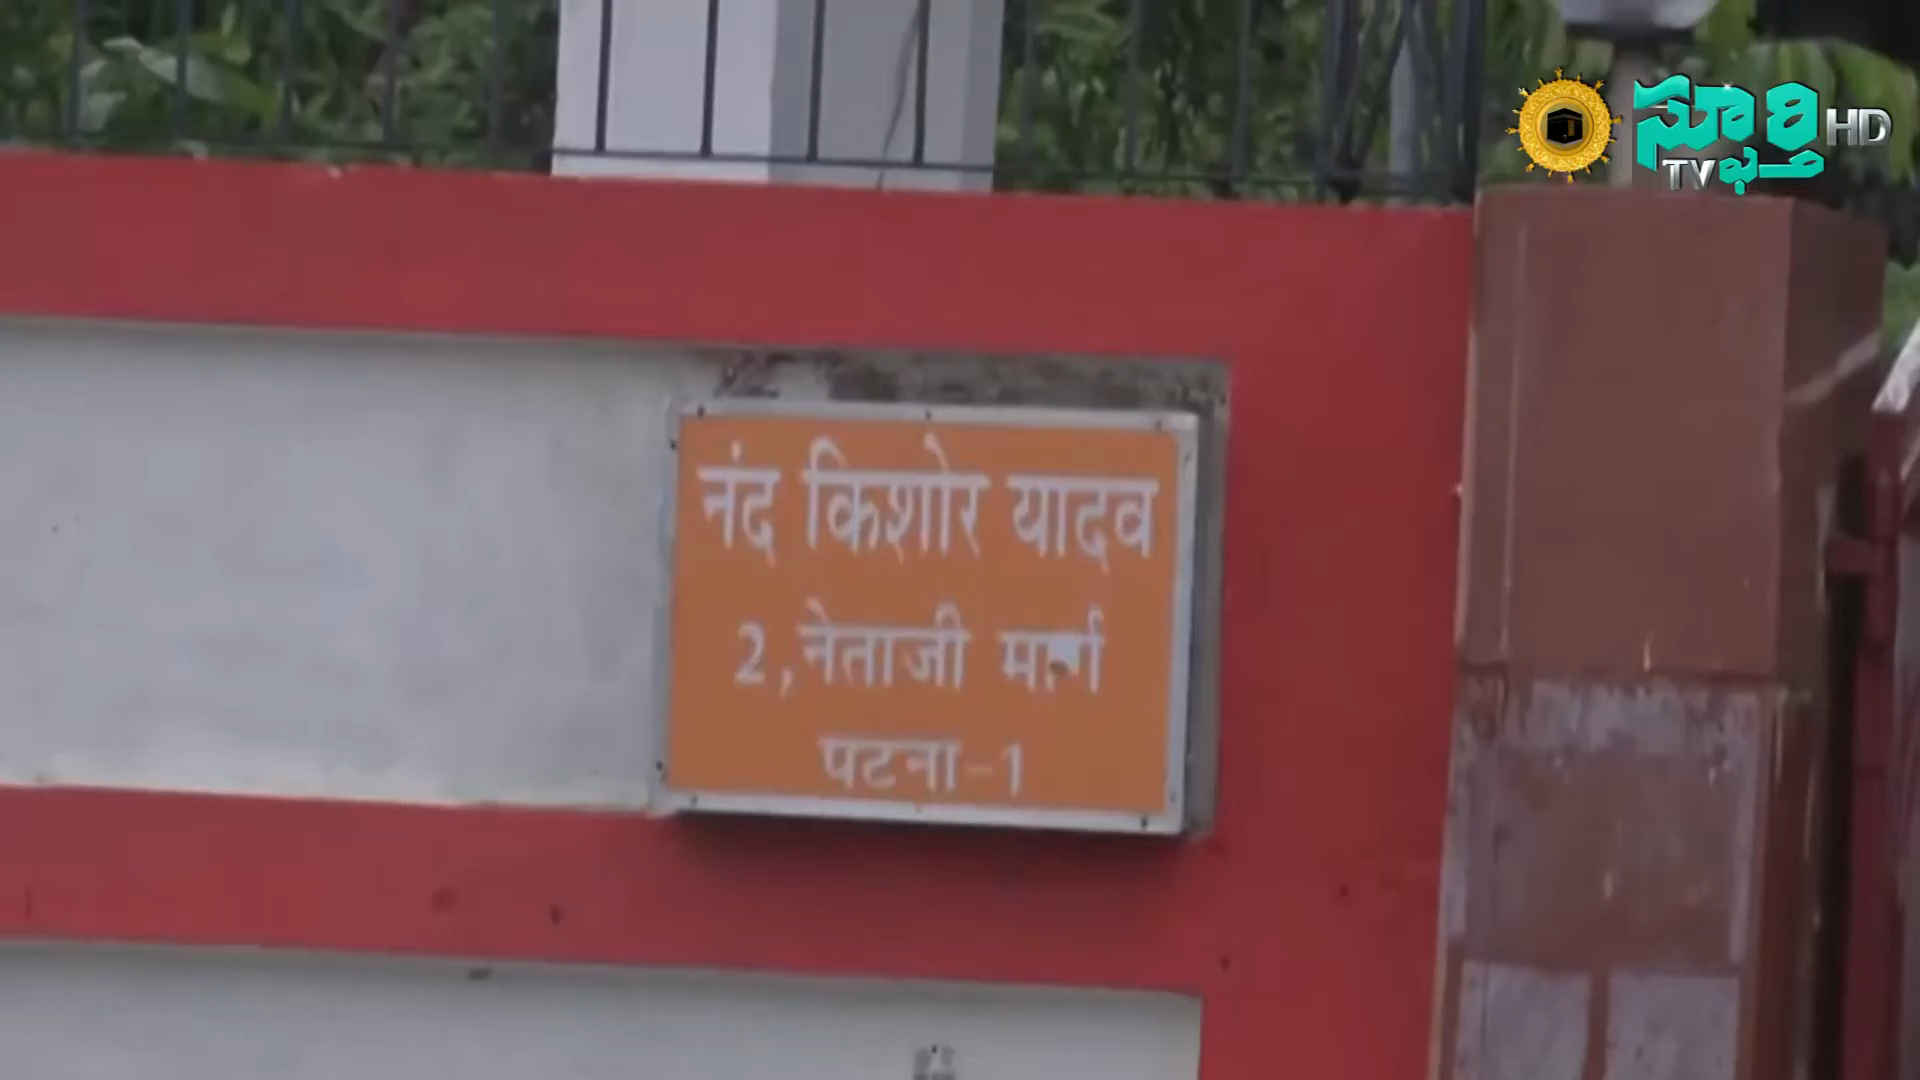 స్ఫూర్తి HD
TV
नंद किशोर यादव
2, नेताजी मार्ग
पटना-1